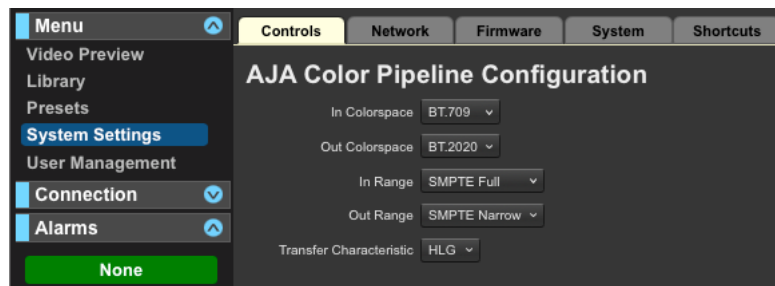 Menu
Video Preview
Library
Presets
System Settings
User Management
Connection
Alarms
None
Controls Network Firmware System Shortcuts
AJA Color Pipeline Configuration
In Colorspace BT.709
Out Colorspace BT.2020
In Range SMPTE Full
Out Range SMPTE Narrow
Transfer Characteristic HLG